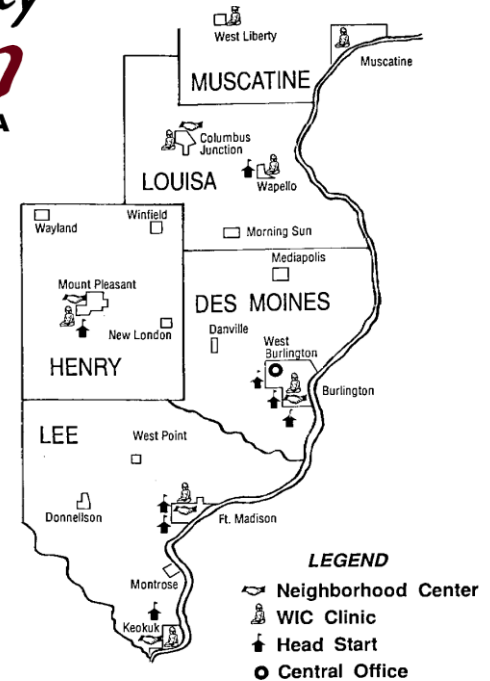 West Liberty
Muscatine
MUSCATINE
Columbus
Junction
LOUISA
Wapello
Wayland
Winfield
Morning Sun
Mediapolis
Mount Pleasant
DES MOINES
New London
Danville
West
Burlington
HENRY
Burlington
LEE
West Point
Donnellson
Ft. Madison
Montrose
Keokuk
LEGEND
Neighborhood Center
WIC Clinic
Head Start
Central Office